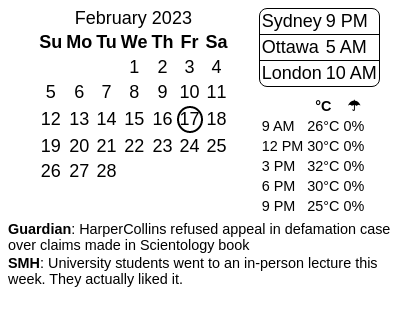 February 2023
Su Mo Tu We Th Fr Sa
1 2 3 4
5 6 7 8 9 10 11
12 13 14 15 16 17 18
19 20 21 22 23 24 25
26 27 28
Sydney 9 PM
Ottawa 5 AM
London 10 AM
°C ☂
9 AM 26°C 0%
12 PM 30°C 0%
3 PM 32°C 0%
6 PM 30°C 0%
9 PM 25°C 0%
Guardian: HarperCollins refused appeal in defamation case
over claims made in Scientology book
SMH: University students went to an in-person lecture this
week. They actually liked it.